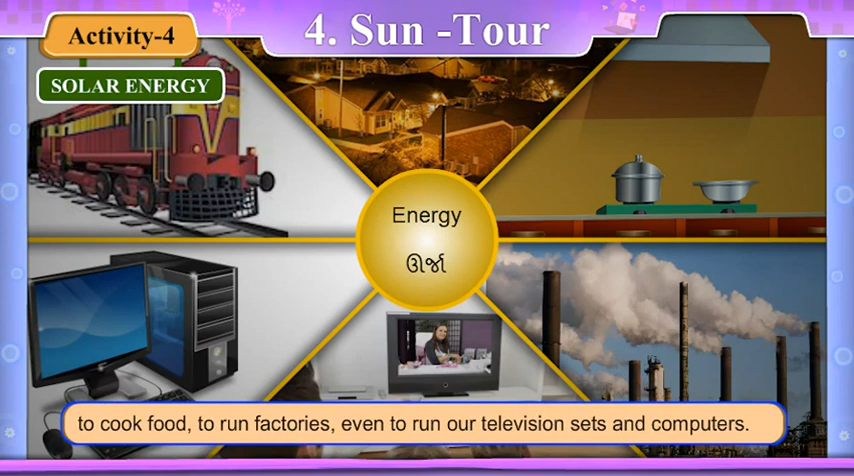 Activity-4
4. Sun -Tour
SOLAR ENERGY
Energy
ઊર્જા
to cook food, to run factories, even to run our television sets and computers.